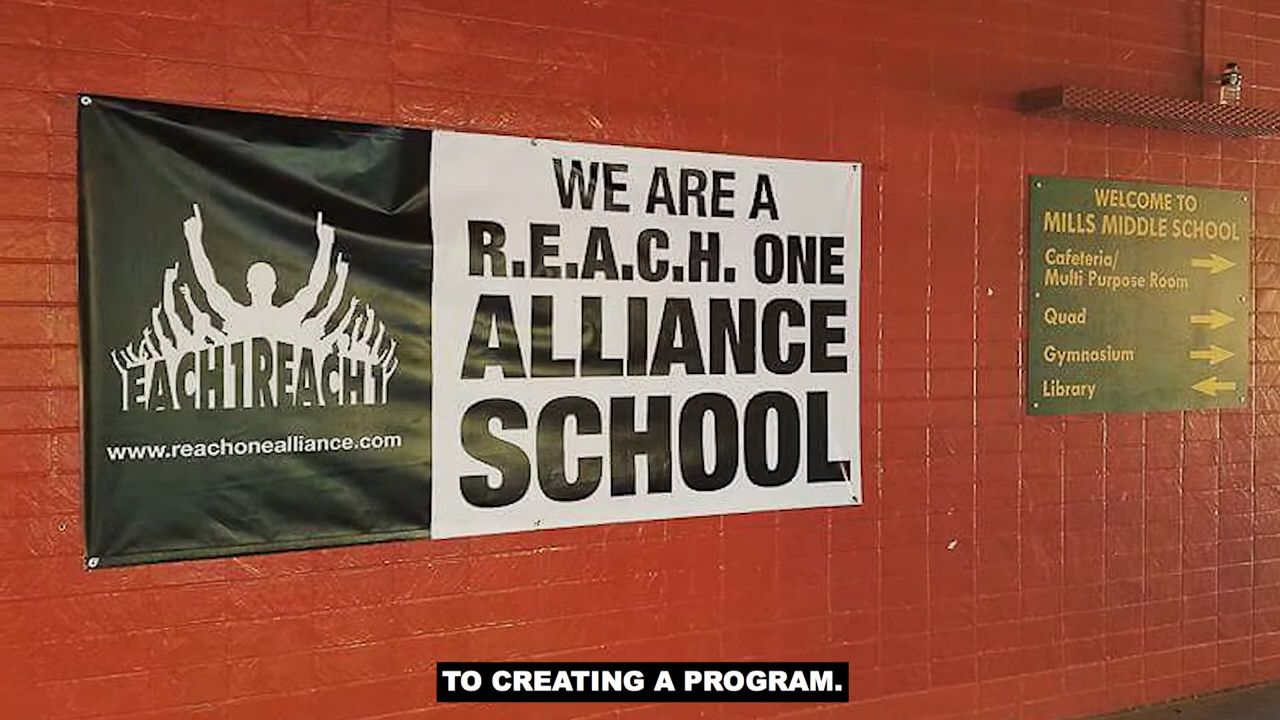 EACH1REACH1
www.reachonealliance.com
WE ARE A
R.E.A.C.H. ONE
ALLIANCE
SCHOOL
WELCOME TO
MILLS MIDDLE SCHOOL
Cafeteria/
Multi Purpose Room
Quad
Gymnasium
Library
TO CREATING A PROGRAM.